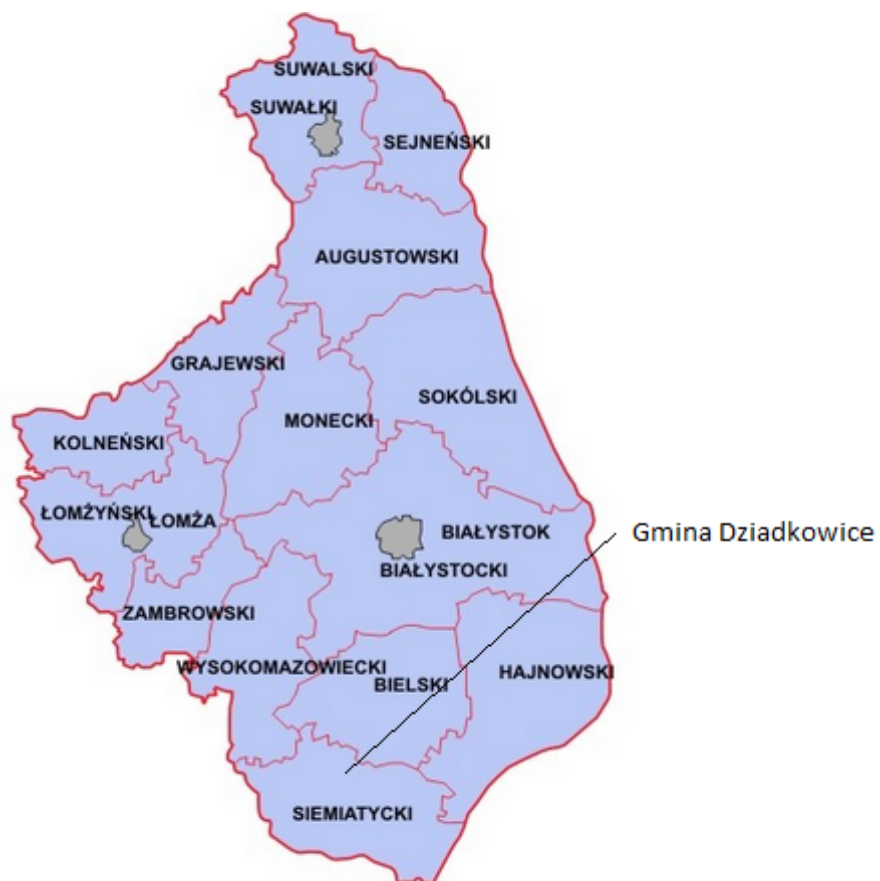 SUWALSKI
SUWAŁKI
SEJNEŃSKI
AUGUSTOWSKI
GRAJEWSKI
SOKÓLSKI
MONECKI
KOLNEŃSKI
ŁOMŻYŃSKI
ŁOMŻA
BIAŁYSTOK
Gmina Dziadkowice
BIAŁYSTOCKI
ZAMBROWSKI
WYSOKOMAZOWIECKI
BIELSKI
HAJNOWSKI
SIEMIATYCKI